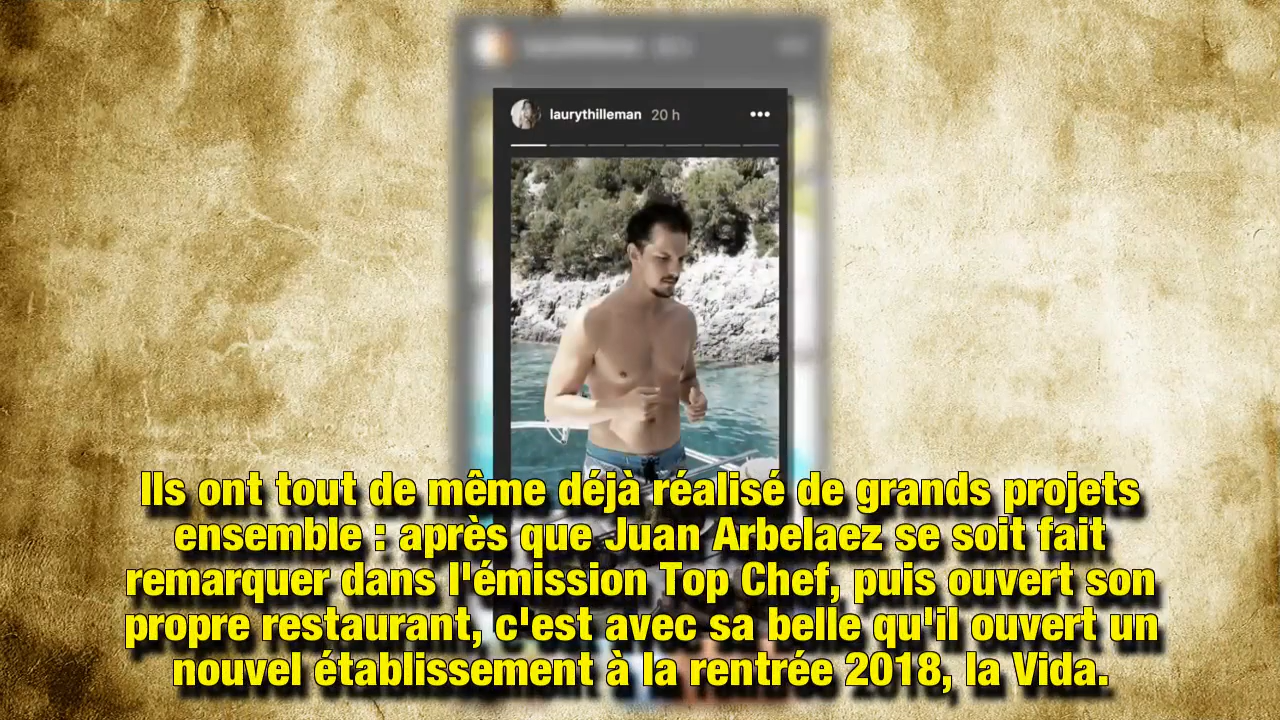 laurythilleman 20 h
Ils ont tout de même déjà réalisé de grands projets
ensemble : après que Juan Arbelaez se soit fait
remarquer dans l'émission Top Chef, puis ouvert son
propre restaurant, c'est avec sa belle qu'il ouvert un
nouvel établissement à la rentrée 2018, la Vida.